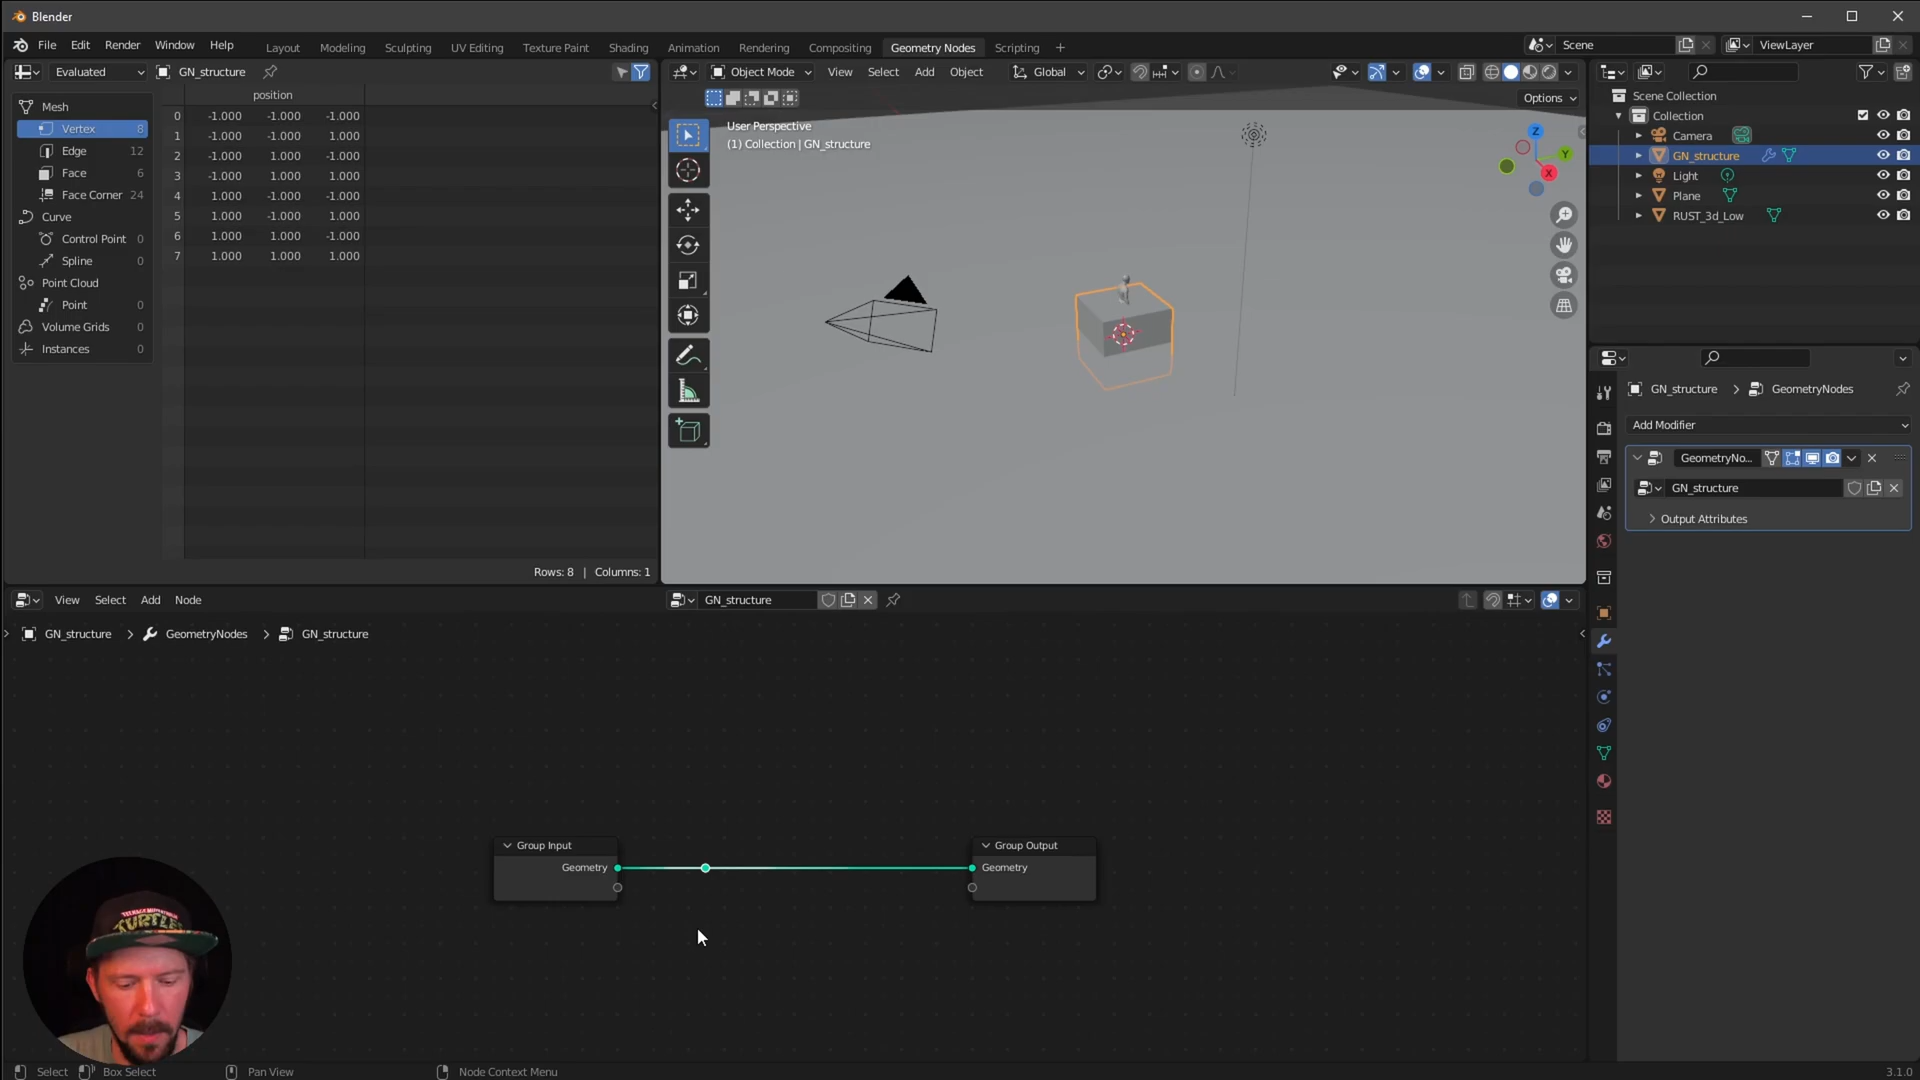 Blender
File Edit Render Window Help
Layout Modeling Sculpting UV Editing Texture Paint Shading Animation Rendering Compositing Geometry Nodes Scripting +
Scene
ViewLayer
Evaluated
GN_structure
Object Mode View Select Add Object
Global
Options
position
Mesh
Vertex 8
Edge 12
Face 6
Face Corner 24
Curve
Control Point 0
Spline 0
Point Cloud
Point 0
Volume Grids 0
Instances 0
0 -1.000 -1.000 -1.000
1 -1.000 -1.000 1.000
2 -1.000 1.000 -1.000
3 -1.000 1.000 1.000
4 1.000 -1.000 -1.000
5 1.000 -1.000 1.000
6 1.000 1.000 -1.000
7 1.000 1.000 1.000
Rows: 8 | Columns: 1
User Perspective
(1) Collection | GN_structure
Z
Y
X
Scene Collection
Collection
Camera
GN_structure
Light
Plane
RUST_3d_Low
GN_structure > GeometryNodes
Add Modifier
GeometryNo...
GN_structure
Output Attributes
View Select Add Node
GN_structure
GN_structure > GeometryNodes > GN_structure
Group Input
Geometry
Group Output
Geometry
TEENAGE MUTANT NINJA
TURTLES
Select Box Select Pan View Node Context Menu
3.1.0